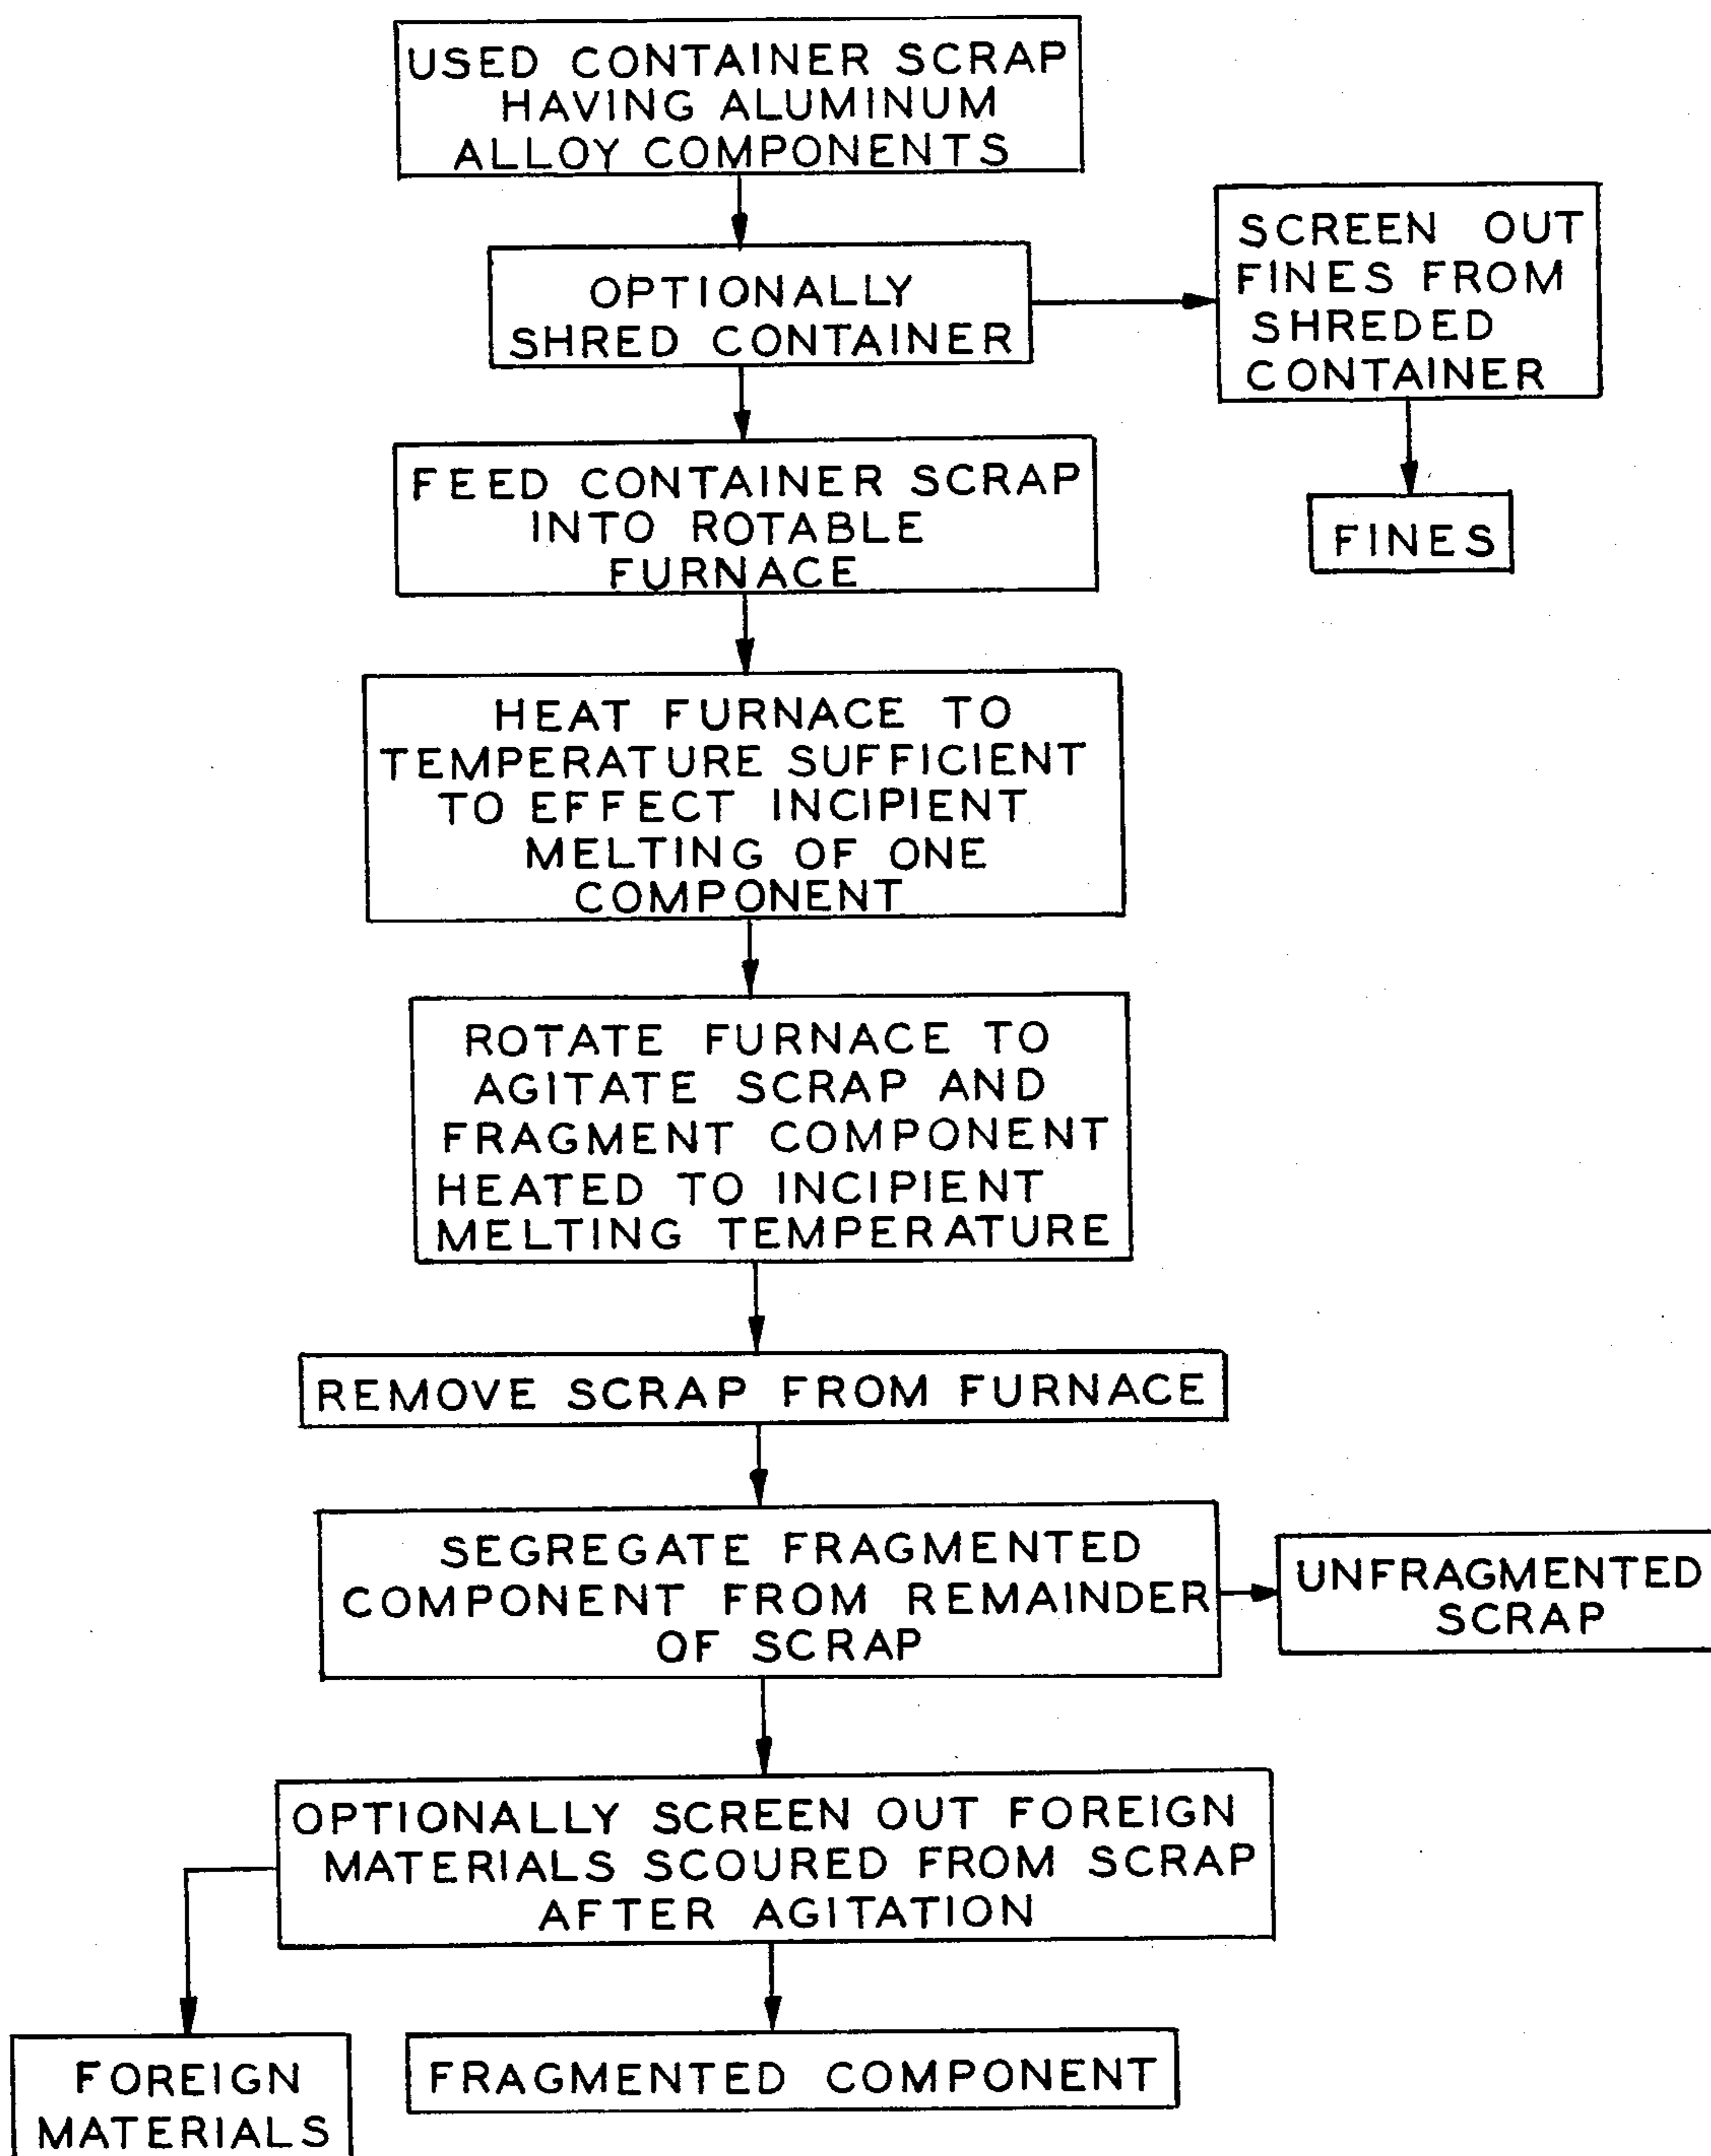 USED CONTAINER SCRAP
HAVING ALUMINUM
ALLOY COMPONENTS
OPTIONALLY
SHRED CONTAINER
SCREEN OUT
FINES FROM
SHREDED
CONTAINER
FINES
FEED CONTAINER SCRAP
INTO ROTABLE
FURNACE
HEAT FURNACE TO
TEMPERATURE SUFFICIENT
TO EFFECT INCIPIENT
MELTING OF ONE
COMPONENT
ROTATE FURNACE TO
AGITATE SCRAP AND
FRAGMENT COMPONENT
HEATED TO INCIPIENT
MELTING TEMPERATURE
REMOVE SCRAP FROM FURNACE
SEGREGATE FRAGMENTED
COMPONENT FROM REMAINDER
OF SCRAP
UNFRAGMENTED
SCRAP
OPTIONALLY SCREEN OUT FOREIGN
MATERIALS SCOURED FROM SCRAP
AFTER AGITATION
FOREIGN
MATERIALS
FRAGMENTED COMPONENT